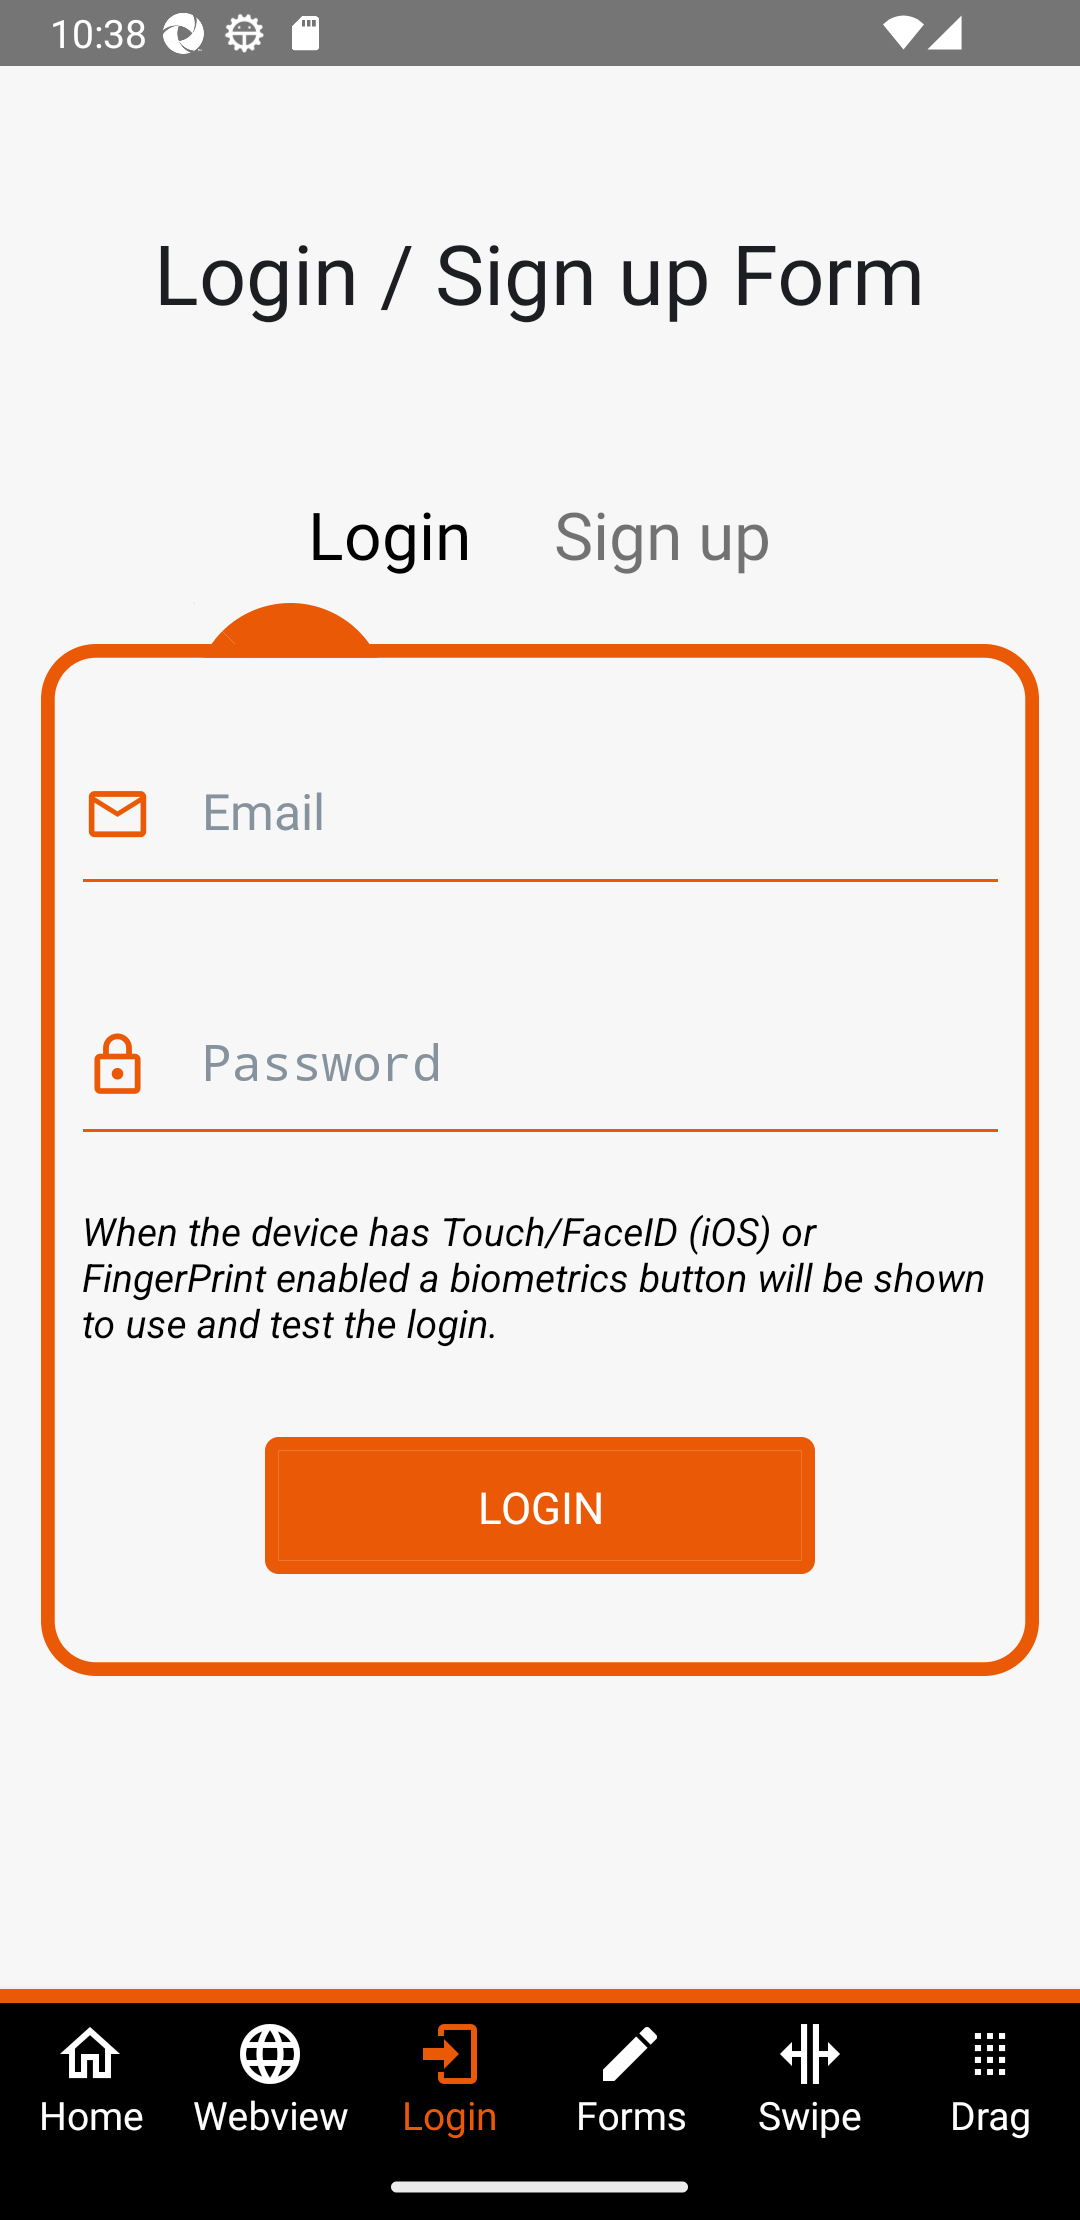 10:38
Login / Sign up Form
Login Sign up
Email
Password
When the device has Touch/FaceID (iOS) or
FingerPrint enabled a biometrics button will be shown
to use and test the login.
LOGIN
Home Webview Login Forms Swipe Drag